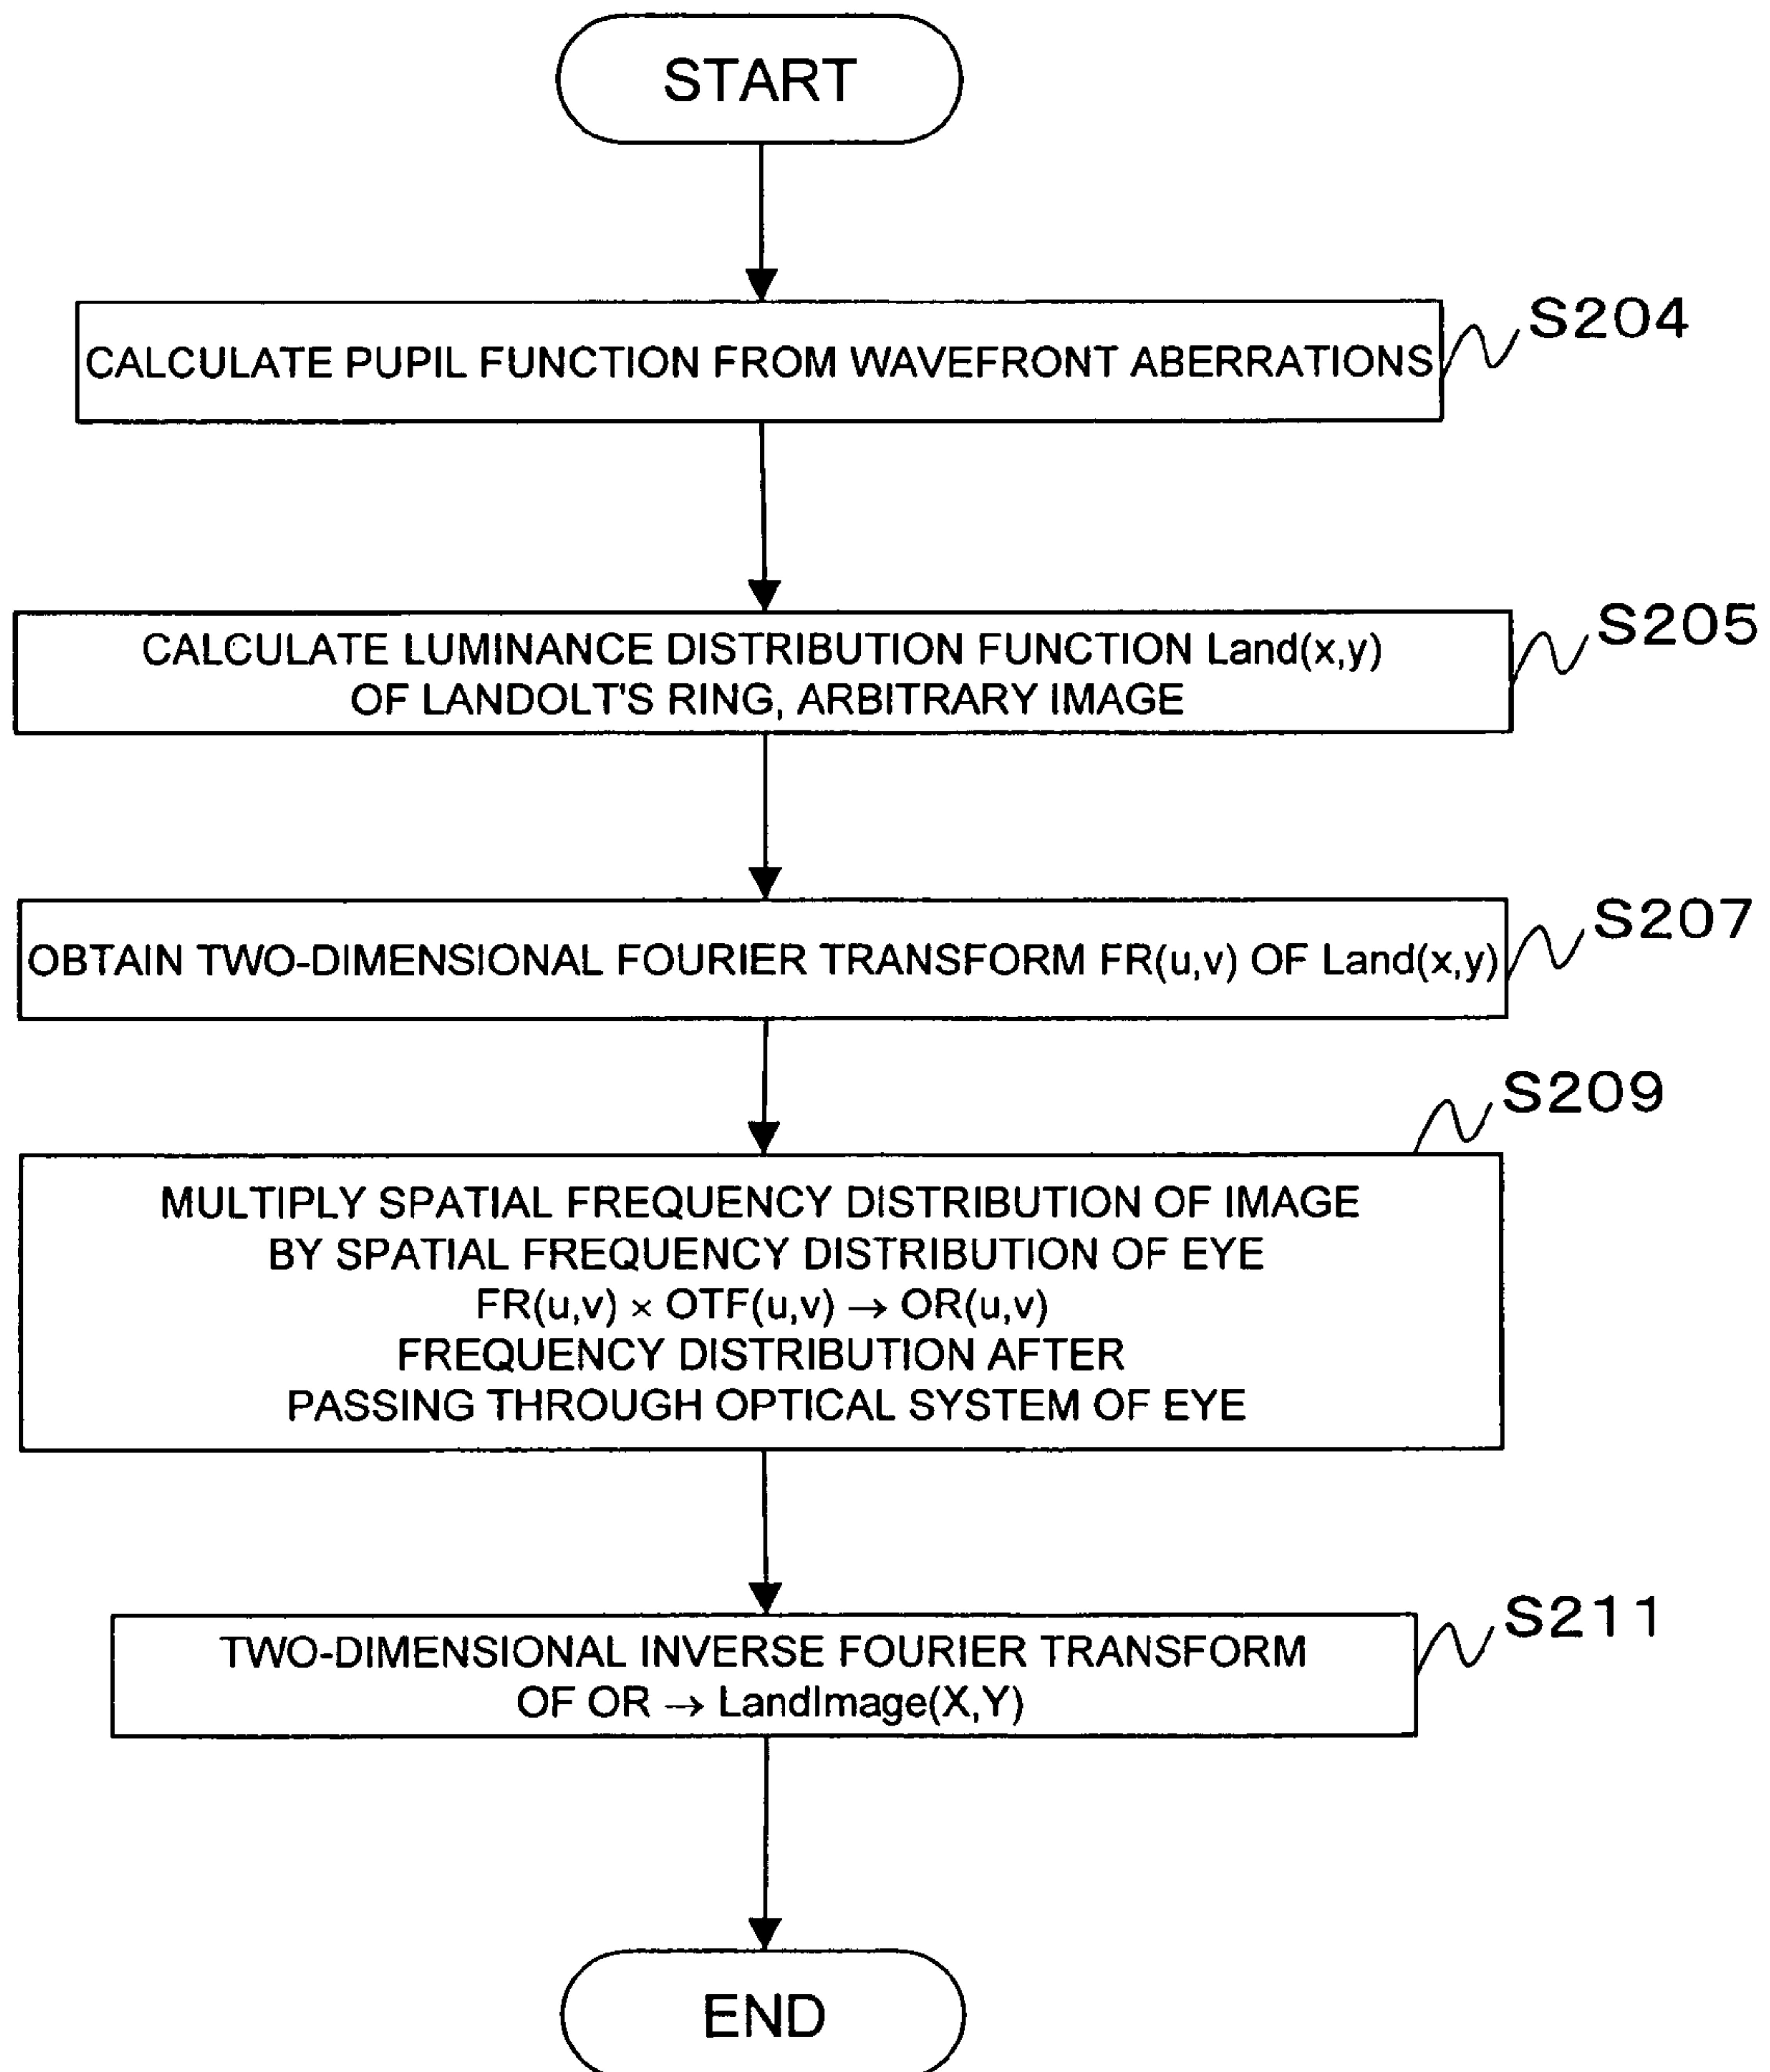 START
S204
CALCULATE PUPIL FUNCTION FROM WAVEFRONT ABERRATIONS
S205
CALCULATE LUMINANCE DISTRIBUTION FUNCTION Land(x,y)
OF LANDOLT'S RING, ARBITRARY IMAGE
S207
OBTAIN TWO-DIMENSIONAL FOURIER TRANSFORM FR(u,v) OF Land(x,y)
S209
MULTIPLY SPATIAL FREQUENCY DISTRIBUTION OF IMAGE
BY SPATIAL FREQUENCY DISTRIBUTION OF EYE
FR(u,v) × OTF(u,v) → OR(u,v)
FREQUENCY DISTRIBUTION AFTER
PASSING THROUGH OPTICAL SYSTEM OF EYE
S211
TWO-DIMENSIONAL INVERSE FOURIER TRANSFORM
OF OR → LandImage(X,Y)
END